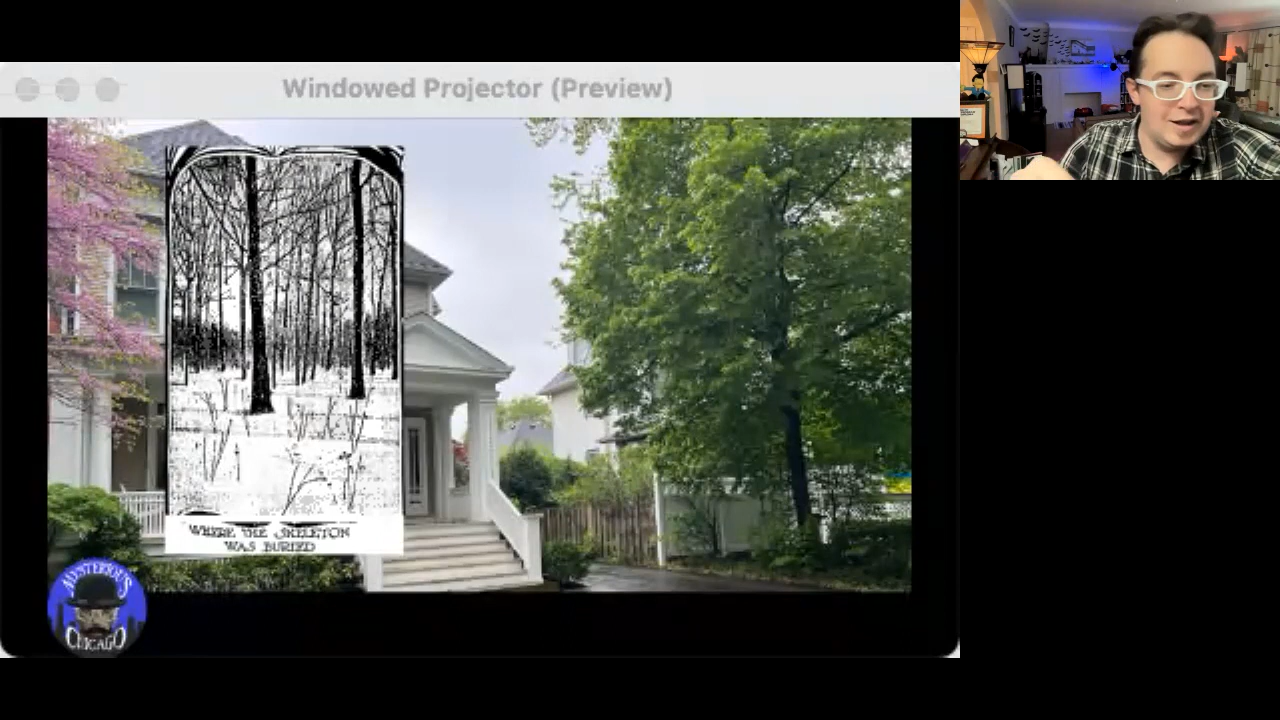 Windowed Projector (Preview)
WHERE THE SKELETON
WAS BURIED
MYSTERIOUS
CHICAGO